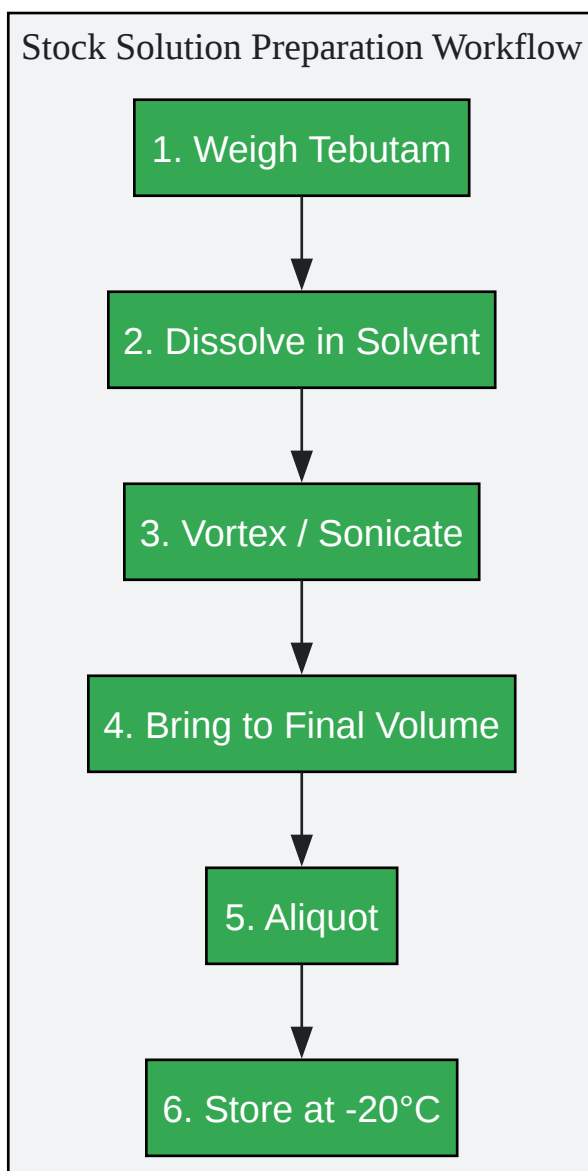 Stock Solution Preparation Workflow
1. Weigh Tebutam
2. Dissolve in Solvent
3. Vortex / Sonicate
4. Bring to Final Volume
5. Aliquot
6. Store at -20°C